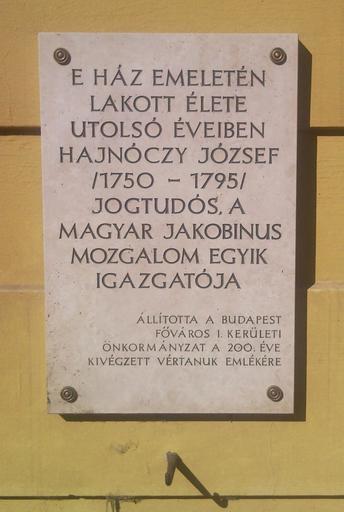 E HÁZ EMELETÉN
LAKOTT ÉLETE
UTOLSÓ ÉVEIBEN
HAJNÓCZY JÓZSEF
/1750 – 1795/
JOGTUDÓS, A
MAGYAR JAKOBINUS
MOZGALOM EGYIK
IGAZGATÓJA
ÁLLÍTOTTA A BUDAPEST
FŐVÁROS I. KERÜLETI
ÖNKORMÁNYZAT A 200. ÉVE
KIVÉGZETT VÉRTANUK EMLÉKÉRE